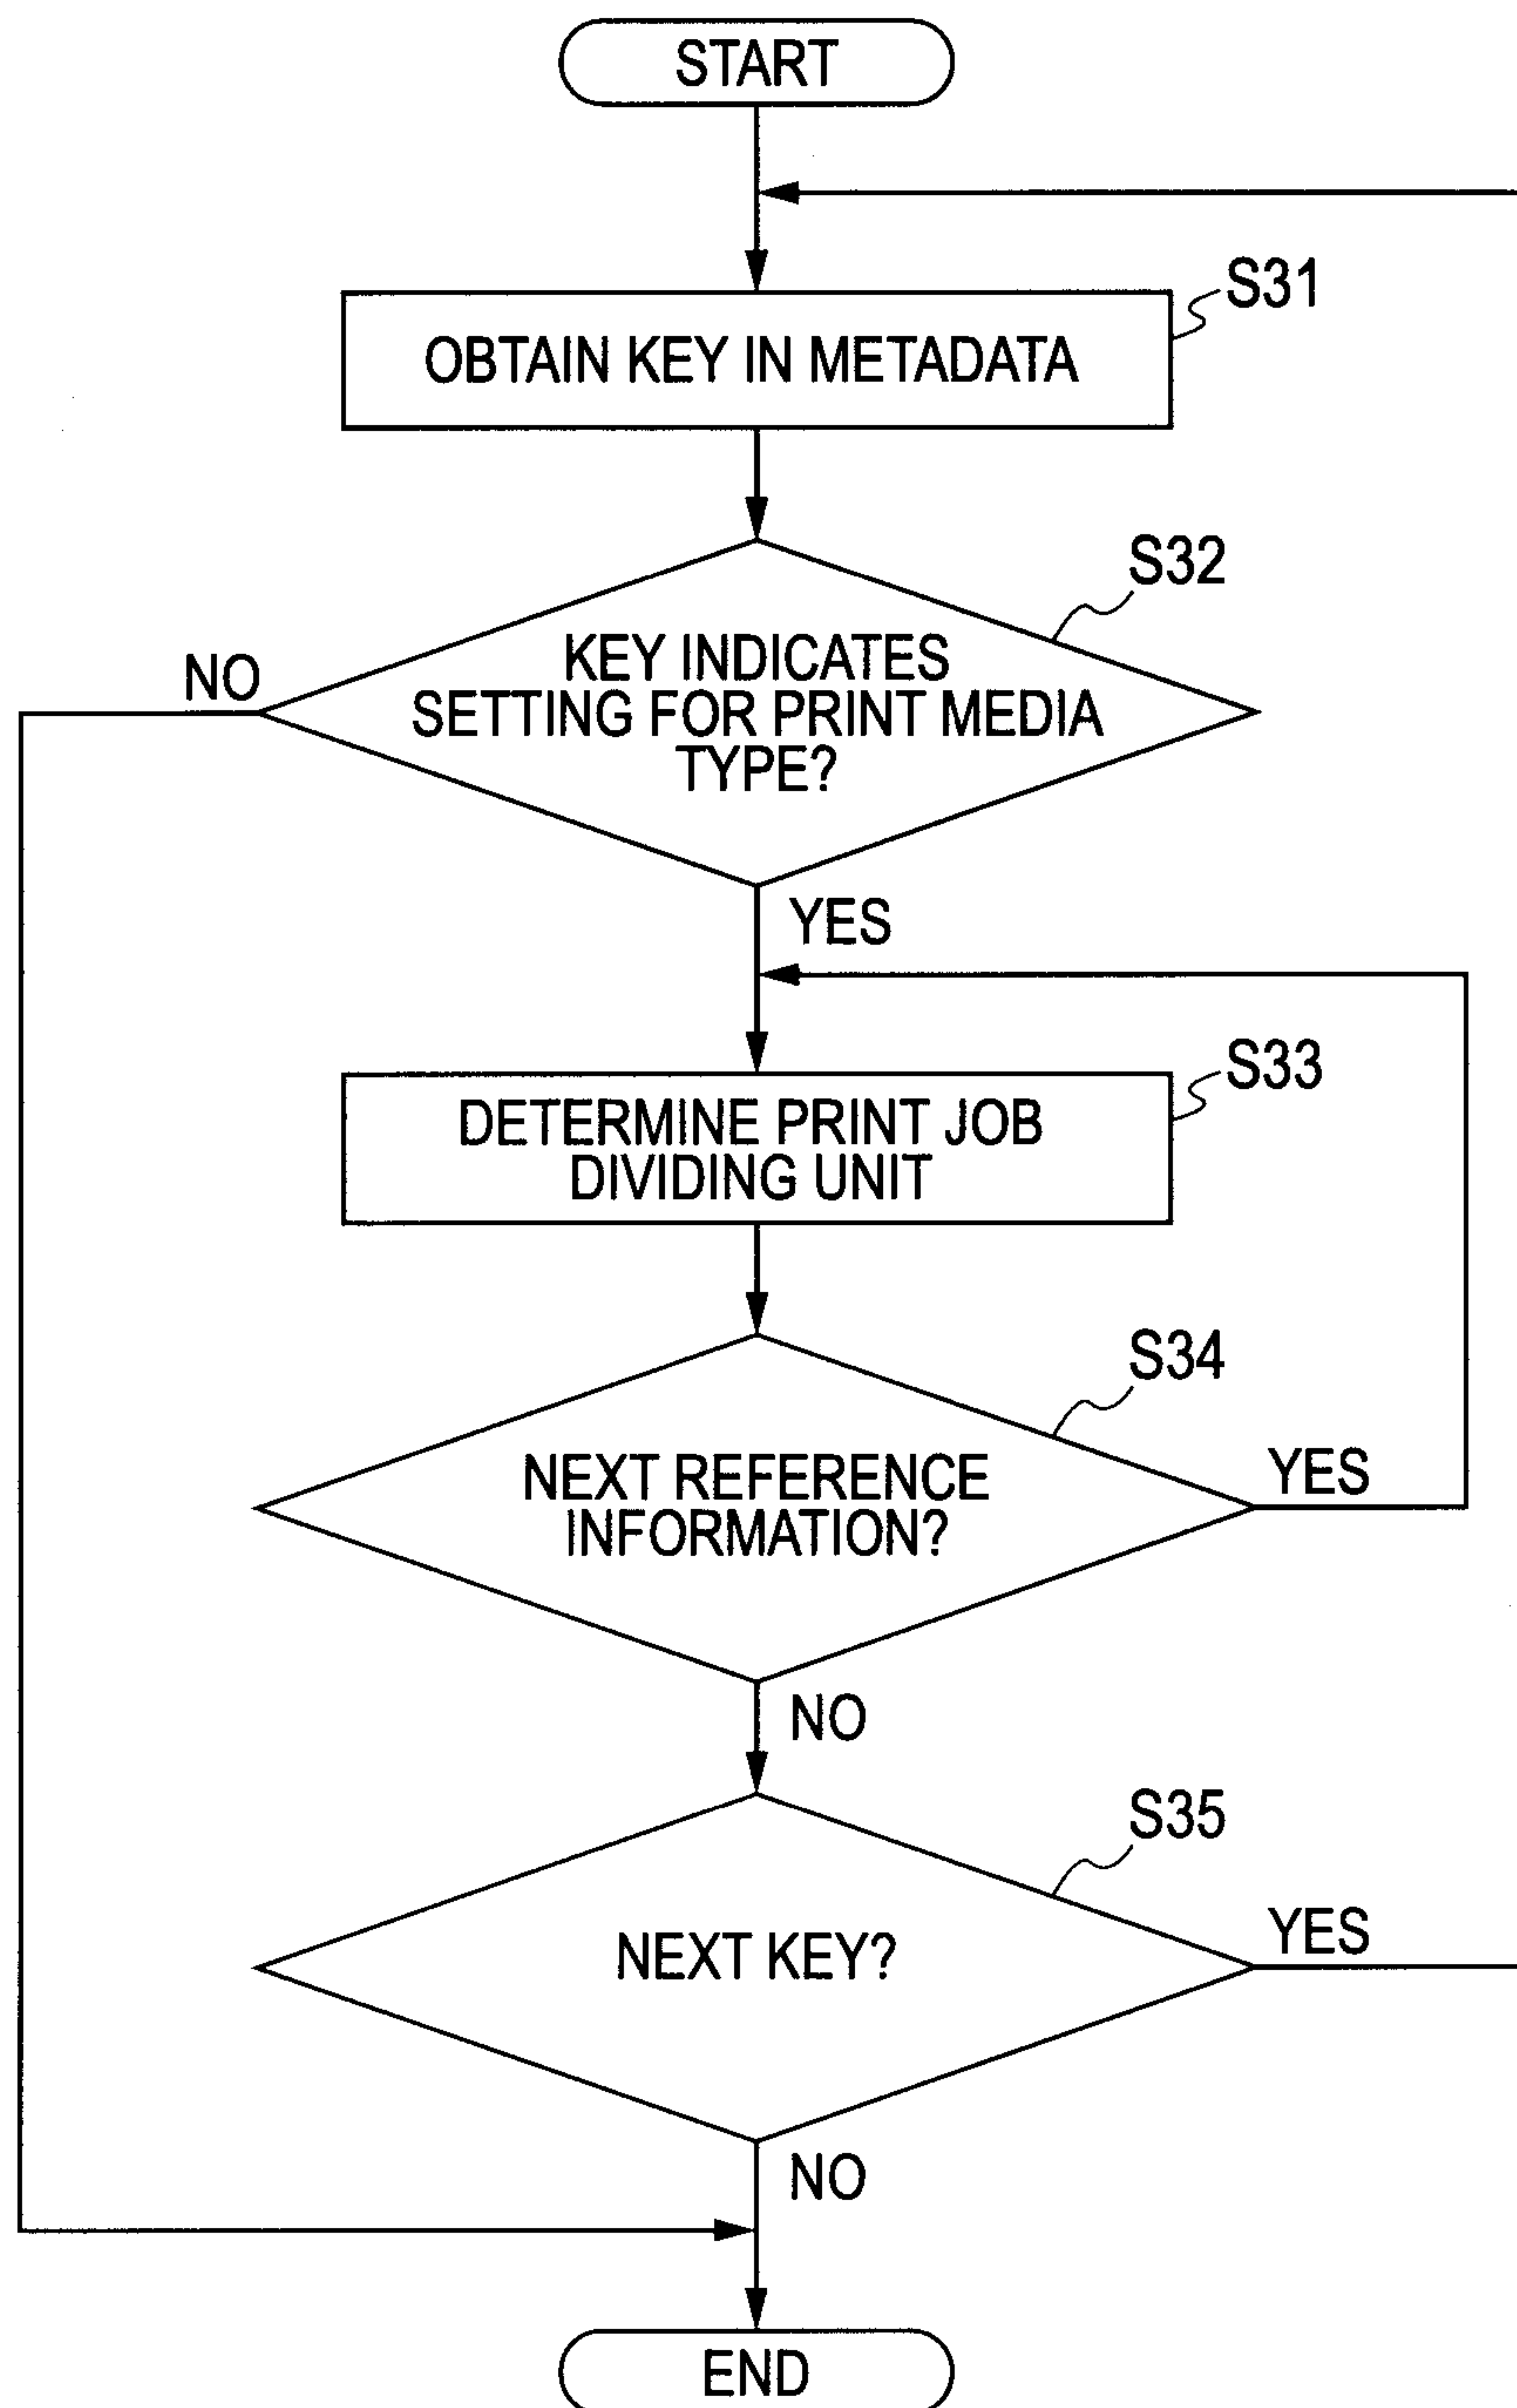 START
S31
OBTAIN KEY IN METADATA
S32
KEY INDICATES
SETTING FOR PRINT MEDIA
TYPE?
NO
YES
S33
DETERMINE PRINT JOB
DIVIDING UNIT
S34
NEXT REFERENCE
INFORMATION?
YES
NO
S35
NEXT KEY?
YES
NO
END